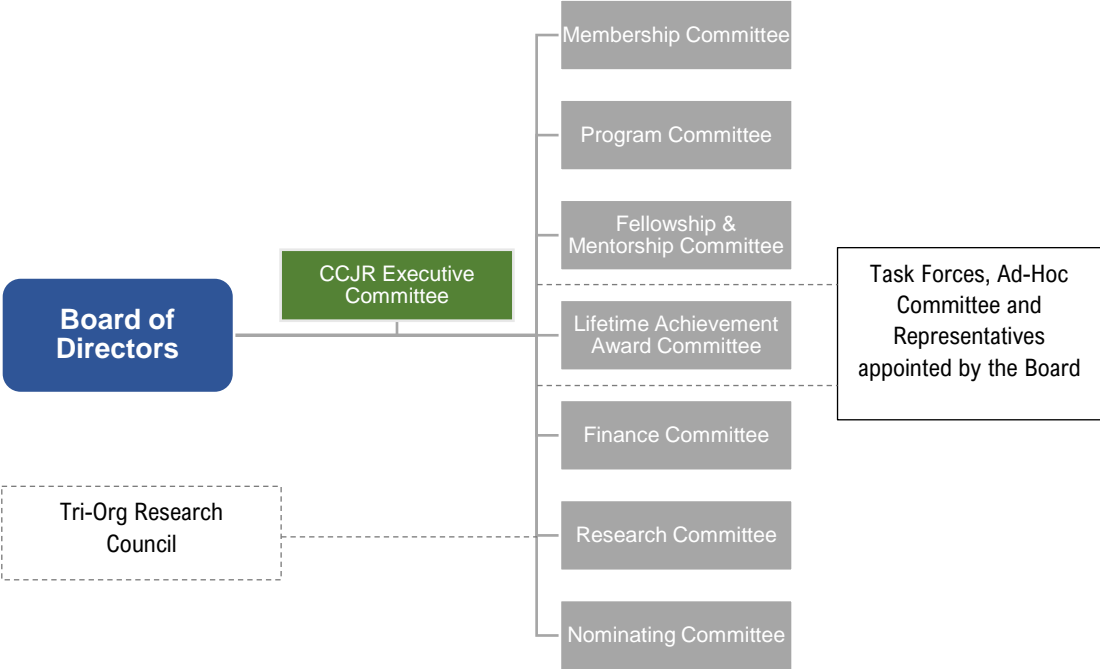 Membership Committee
Program Committee
Fellowship &
Mentorship Committee
CCJR Executive
Committee
Task Forces, Ad-Hoc
Committee and
Representatives
appointed by the Board
Board of
Directors
Lifetime Achievement
Award Committee
Finance Committee
Tri-Org Research
Council
Research Committee
Nominating Committee